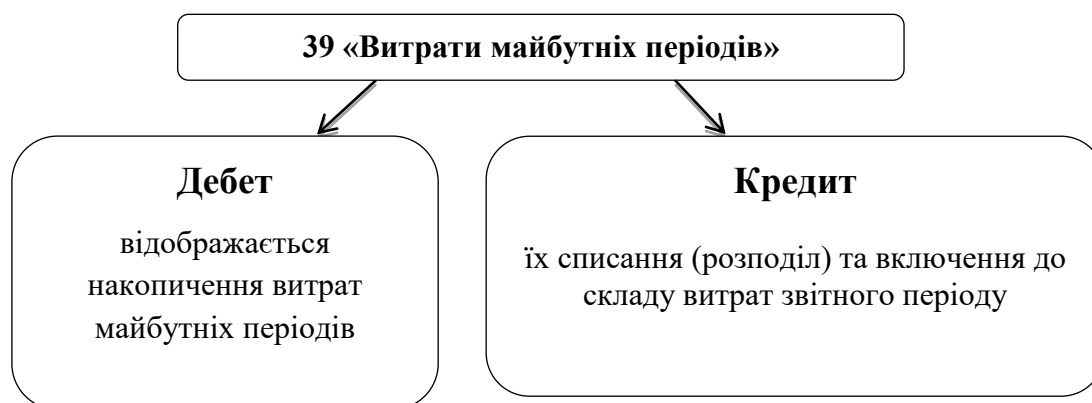 39 «Витрати майбутніх періодів»
Дебет
відображається
накопичення витрат
майбутніх періодів
Кредит
їх списання (розподіл) та включення до
складу витрат звітного періоду